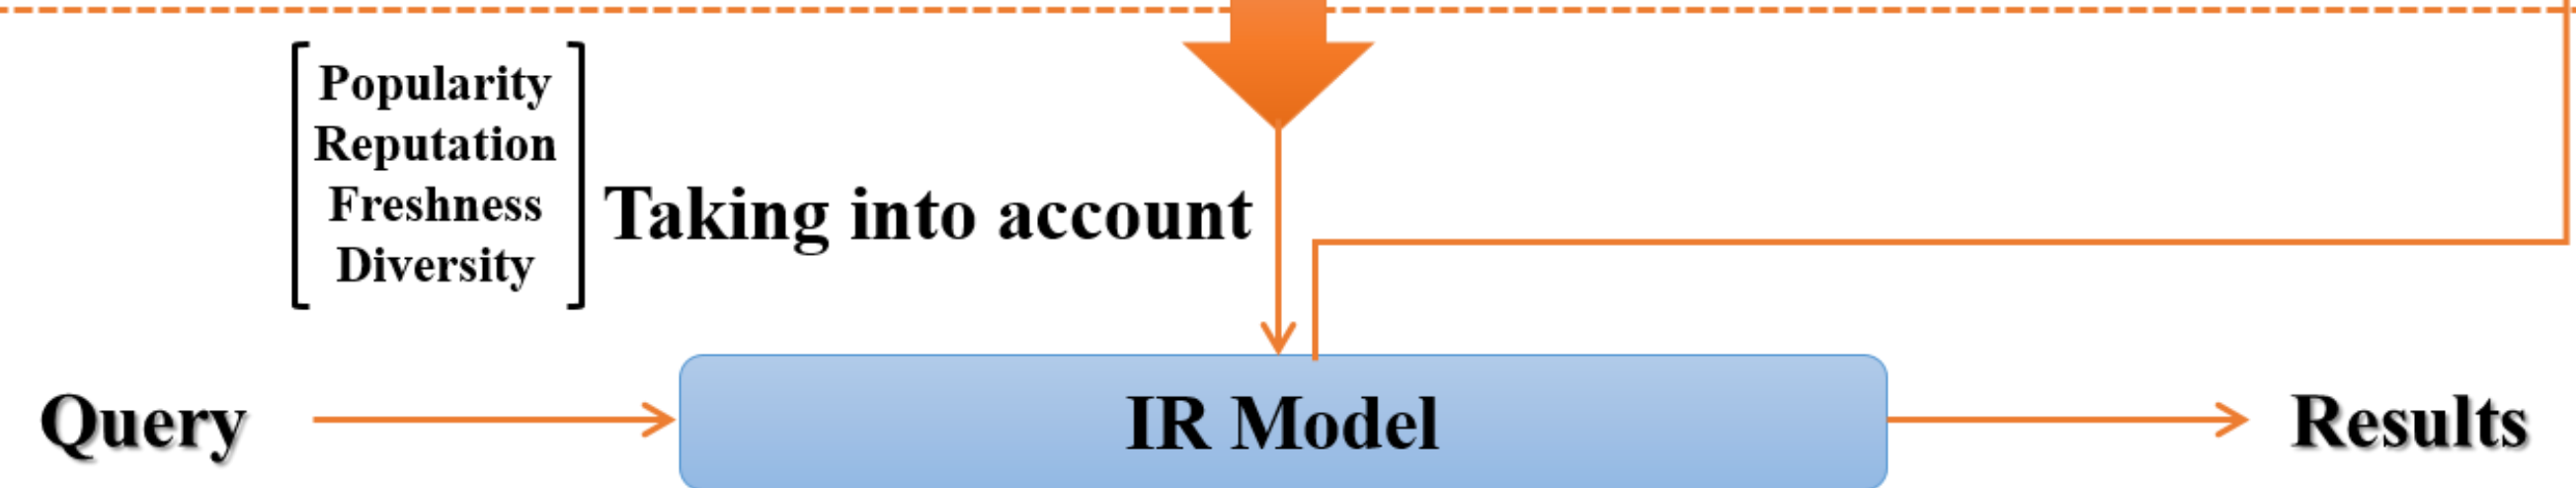 Popularity
Reputation
Freshness
Diversity
Taking into account
Query
IR Model
Results